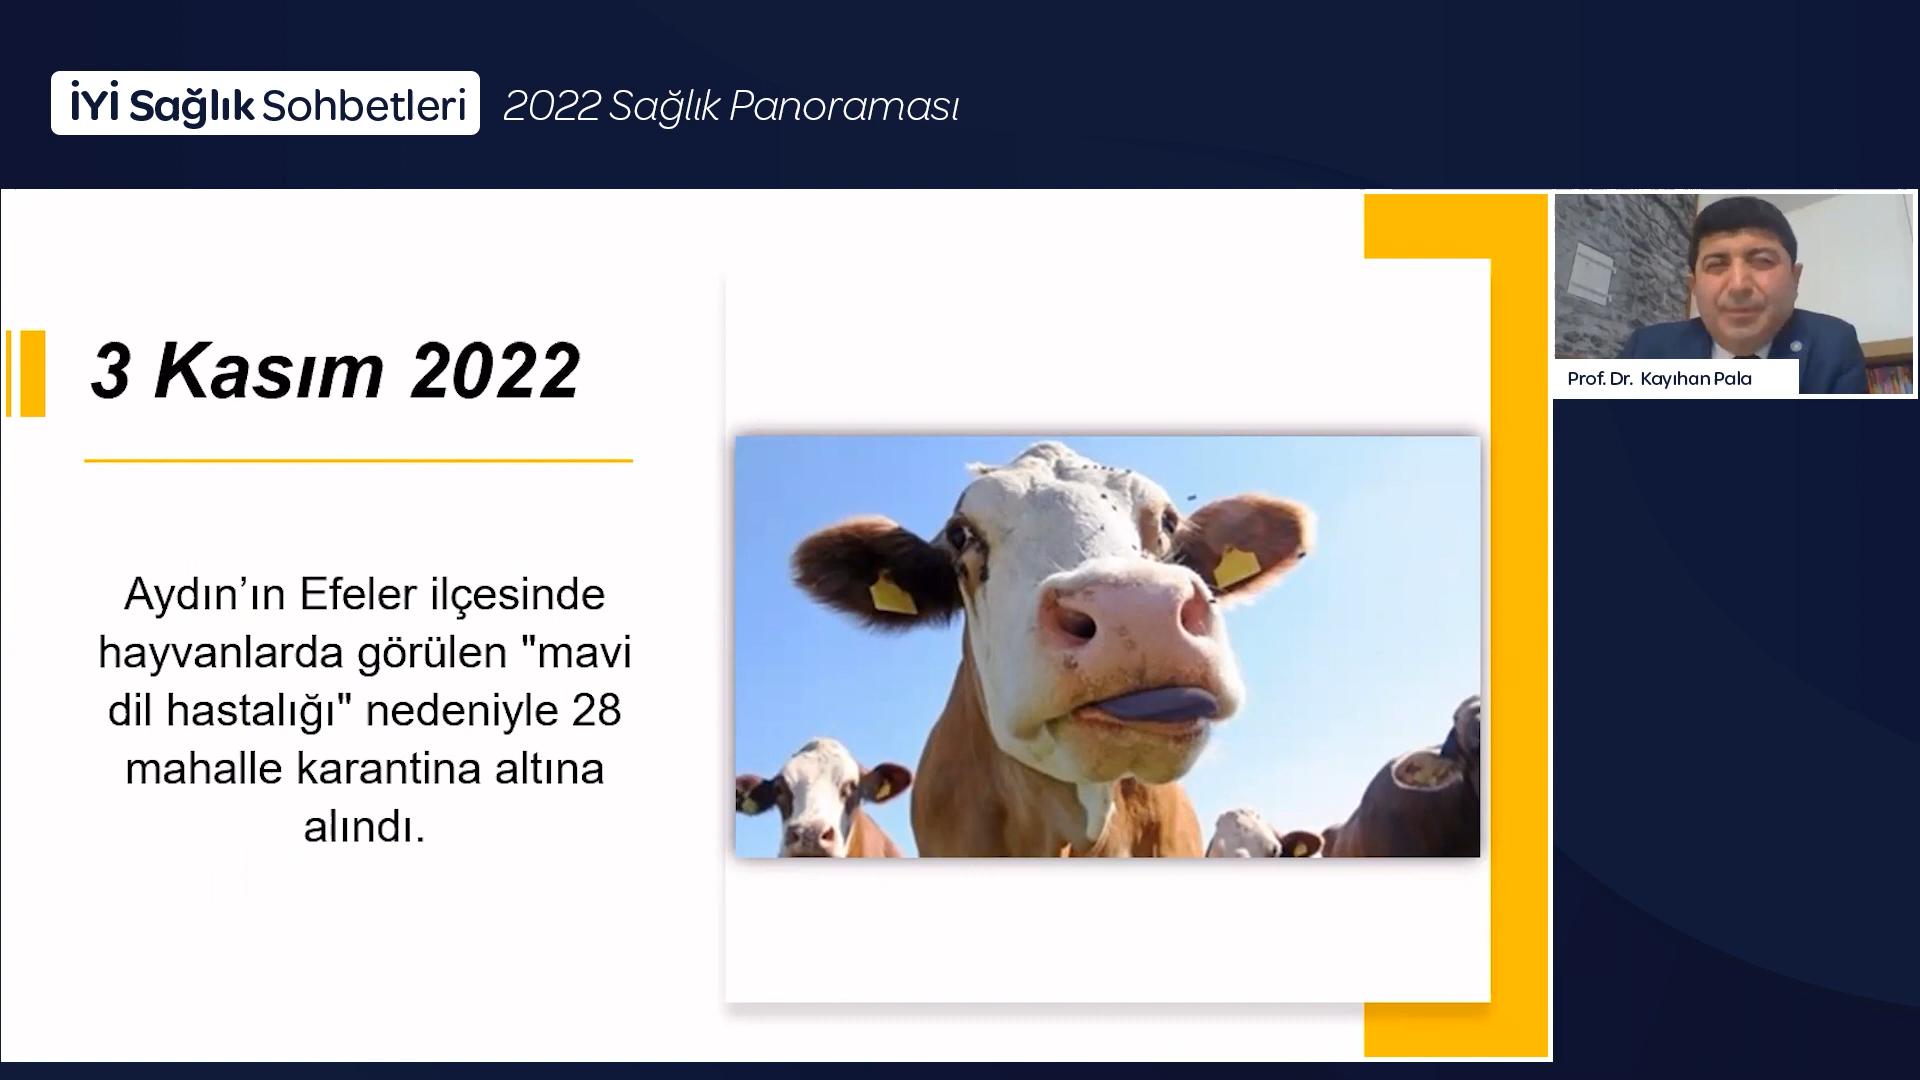 İYİ Sağlık Sohbetleri 2022 Sağlık Panoraması
3 Kasım 2022
Aydın’ın Efeler ilçesinde
hayvanlarda görülen "mavi
dil hastalığı" nedeniyle 28
mahalle karantina altına
alındı.
Prof. Dr. Kayıhan Pala